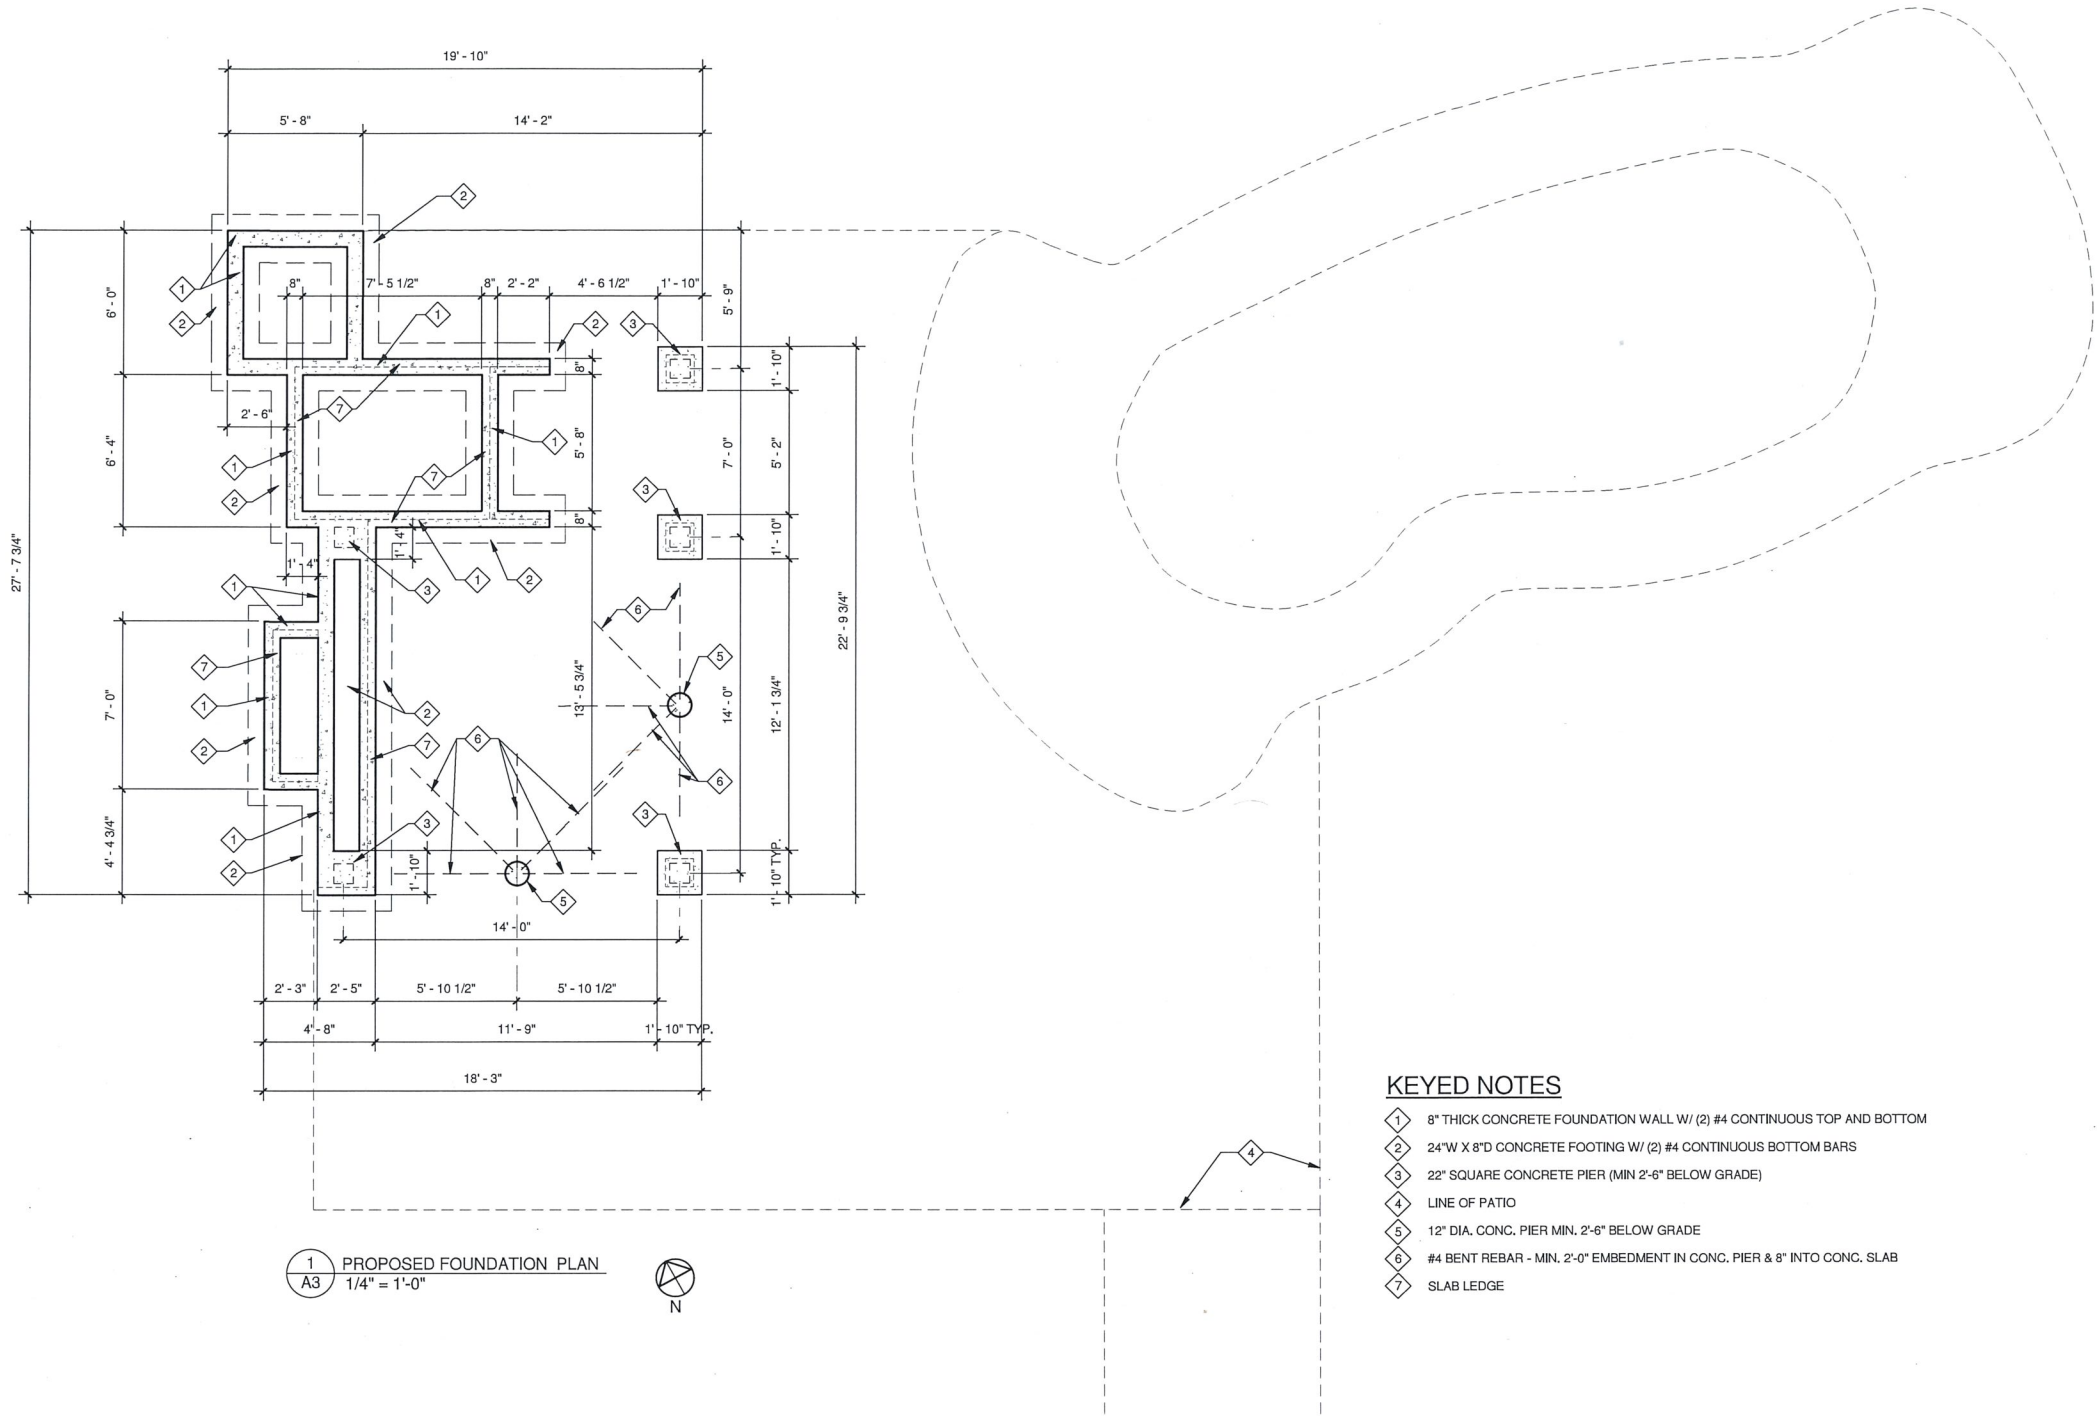 19' - 10"
5' - 8"
14' - 2"
2
1
2
6' - 0"
8"
7' - 5 1/2"
8"
2' - 2"
4' - 6 1/2"
1' - 10"
5' - 9"
1
2
3
8"
1' - 10"
2' - 6"
7
1
6' - 4"
1
2
7
5' - 8"
7' - 0"
5' - 2"
3
8"
1' - 10"
27' - 7 3/4"
1' - 4"
1' - 4"
1
3
1
2
6
22' - 9 3/4"
5
7
1
2
7' - 0"
2
7
6
13' - 5 3/4"
14' - 0"
12' - 1 3/4"
6
4' - 4 3/4"
1
2
3
3
1' - 10"
1' - 10" TYP.
5
14' - 0"
2' - 3"
2' - 5"
5' - 10 1/2"
5' - 10 1/2"
4' - 8"
11' - 9"
1' - 10" TYP.
18' - 3"
4
KEYED NOTES
1 8" THICK CONCRETE FOUNDATION WALL W/ (2) #4 CONTINUOUS TOP AND BOTTOM
2 24"W X 8"D CONCRETE FOOTING W/ (2) #4 CONTINUOUS BOTTOM BARS
3 22" SQUARE CONCRETE PIER (MIN 2'-6" BELOW GRADE)
4 LINE OF PATIO
5 12" DIA. CONC. PIER MIN. 2'-6" BELOW GRADE
6 #4 BENT REBAR - MIN. 2'-0" EMBEDMENT IN CONC. PIER & 8" INTO CONC. SLAB
7 SLAB LEDGE
1 PROPOSED FOUNDATION PLAN
A3 1/4" = 1'-0"
N